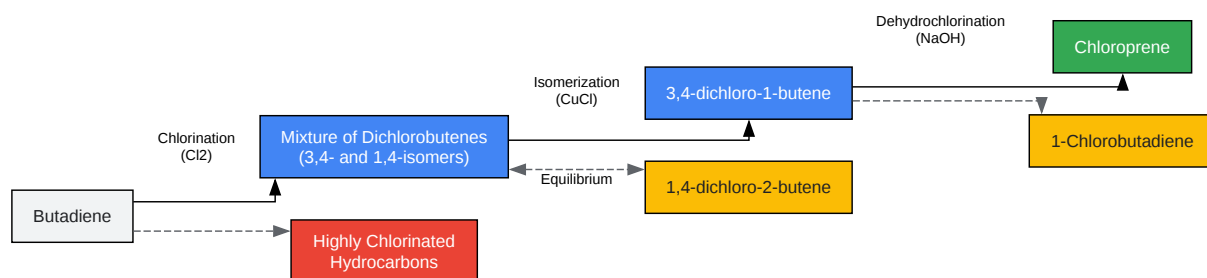 Dehydrochlorination
(NaOH)
Chloroprene
Isomerization
(CuCl)
3,4-dichloro-1-butene
Chlorination
(Cl2)
Mixture of Dichlorobutenes
(3,4- and 1,4-isomers)
1-Chlorobutadiene
Equilibrium
1,4-dichloro-2-butene
Butadiene
Highly Chlorinated
Hydrocarbons